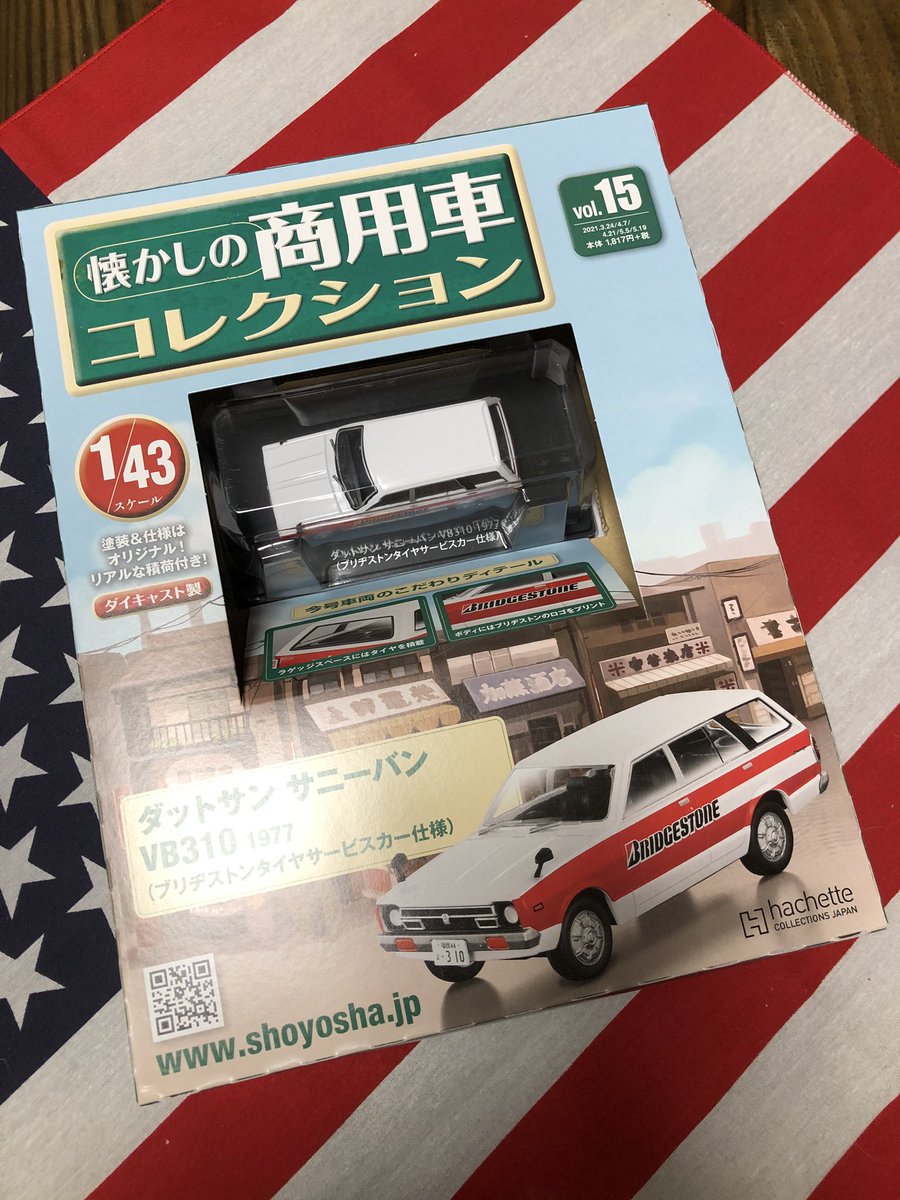 懐かしの商用車
コレクション
vol.15
2021.3.24/4.7/
4.21/5.5/5.19
本体 1,817円+税
1/43
スケール
塗装&仕様は
オリジナル!
リアルな積荷付き!
ダイキャスト製
ダットサン サニーバン VB310 1977
(ブリヂストンタイヤサービスカー仕様)
今号車両のこだわりディテール
BRIDGESTONE
ラゲッジスペースにはタイヤを積載
ボディにはブリヂストンのロゴをプリント
加藤酒店
ダットサン サニーバン
VB310 1977
(ブリヂストンタイヤサービスカー仕様)
BRIDGESTONE
・310
hachette
COLLECTIONS JAPAN
www.shoyosha.jp